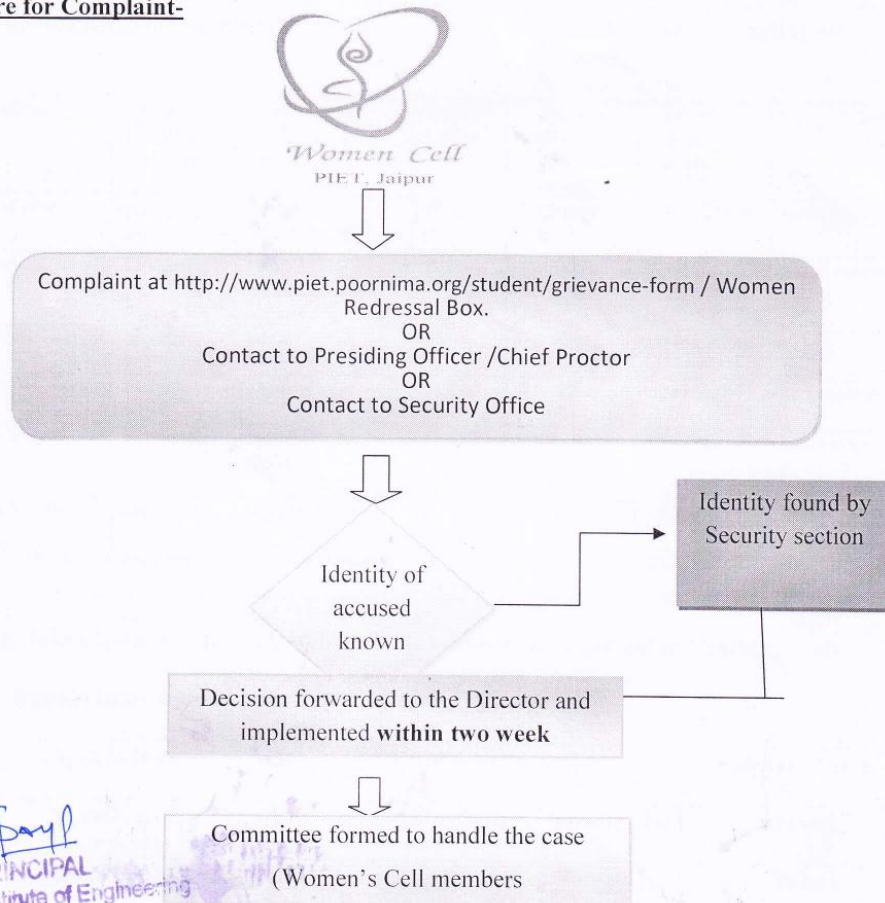 re for Complaint-
Women Cell
PIET, Jaipur
Complaint at http://www.piet.poornima.org/student/grievance-form / Women
Redressal Box.
OR
Contact to Presiding Officer /Chief Proctor
OR
Contact to Security Office
Identity found by
Security section
Identity of
accused
known
Decision forwarded to the Director and
implemented within two week
Committee formed to handle the case
(Women's Cell members
INCIPAL
of Engineering